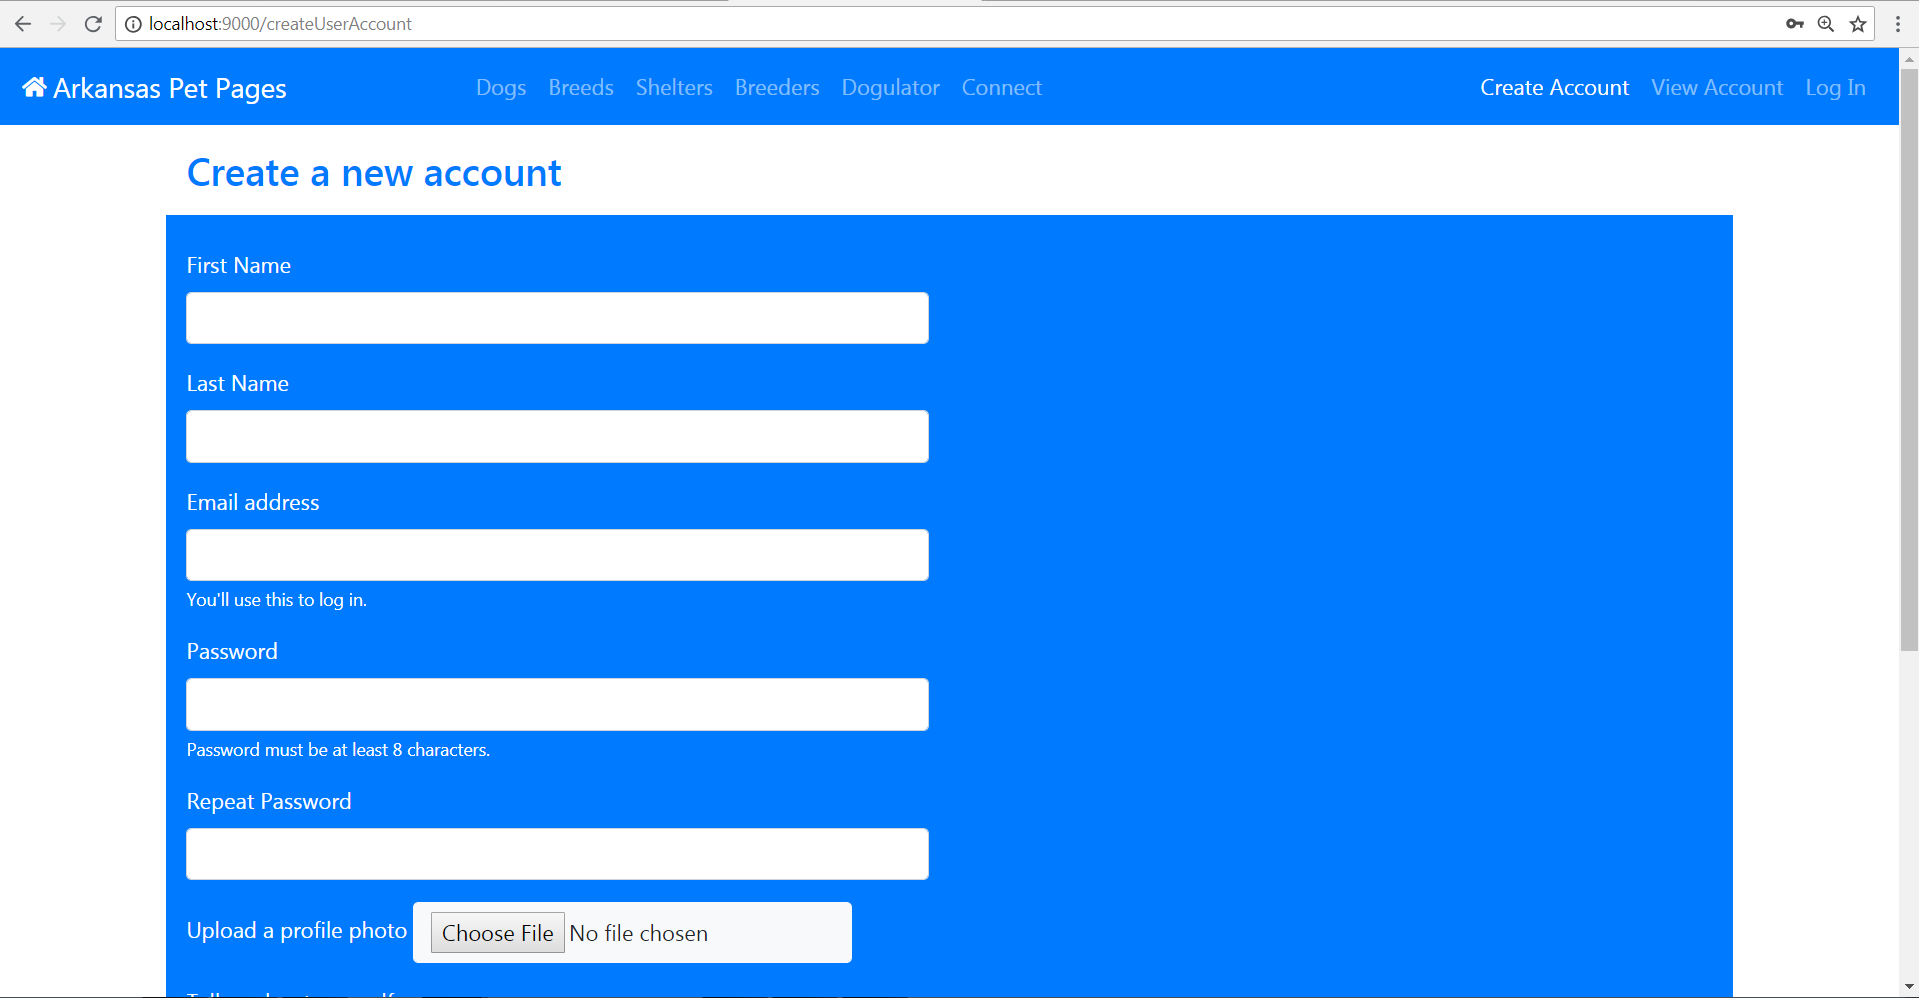 localhost:9000/createUserAccount
Arkansas Pet Pages Dogs Breeds Shelters Breeders Dogulator Connect Create Account View Account Log In
Create a new account
First Name
Last Name
Email address
You'll use this to log in.
Password
Password must be at least 8 characters.
Repeat Password
Upload a profile photo Choose File No file chosen